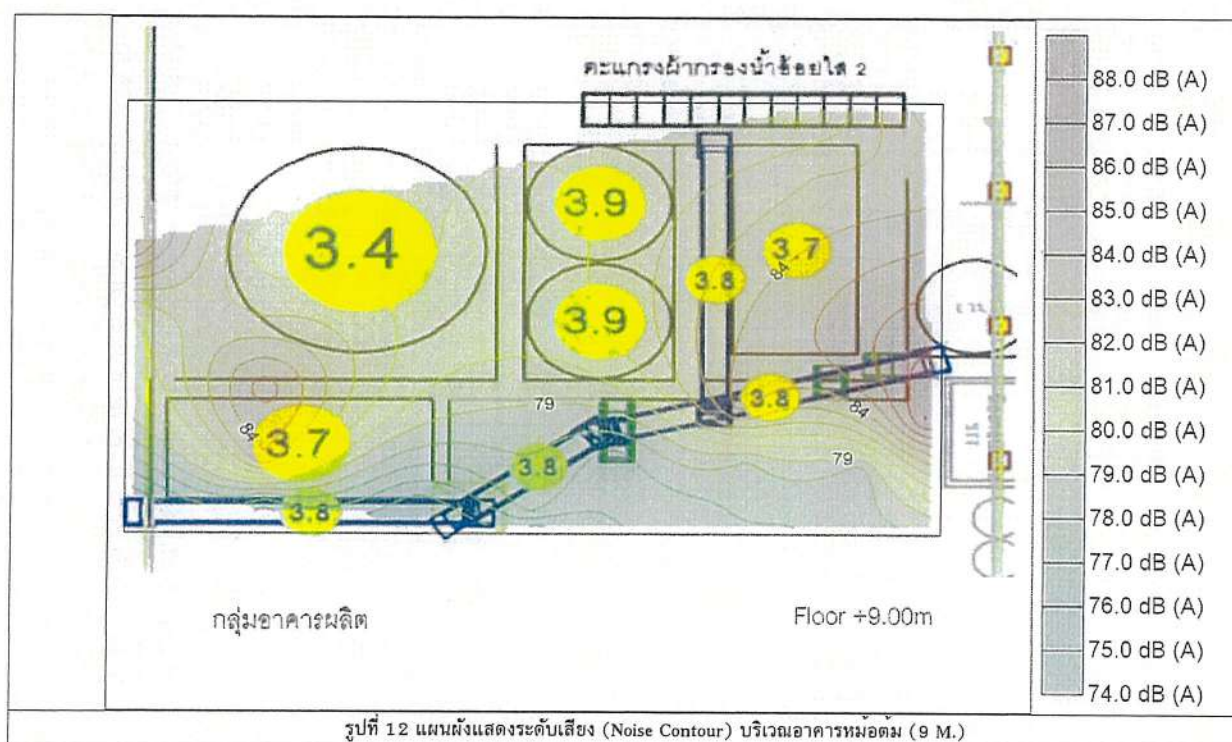 ตะแกรงผ้ากรองน้ำอ้อยใส 2
3.4
3.9
3.9
3.8
3.7
84
3.8
84
79
79
84
3.7
3.8
3.8
กลุ่มอาคารผลิต
Floor +9.00m
88.0 dB (A)
87.0 dB (A)
86.0 dB (A)
85.0 dB (A)
84.0 dB (A)
83.0 dB (A)
82.0 dB (A)
81.0 dB (A)
80.0 dB (A)
79.0 dB (A)
78.0 dB (A)
77.0 dB (A)
76.0 dB (A)
75.0 dB (A)
74.0 dB (A)
รูปที่ 12 แผนผังแสดงระดับเสียง (Noise Contour) บริเวณอาคารหม้อต้ม (9 M.)